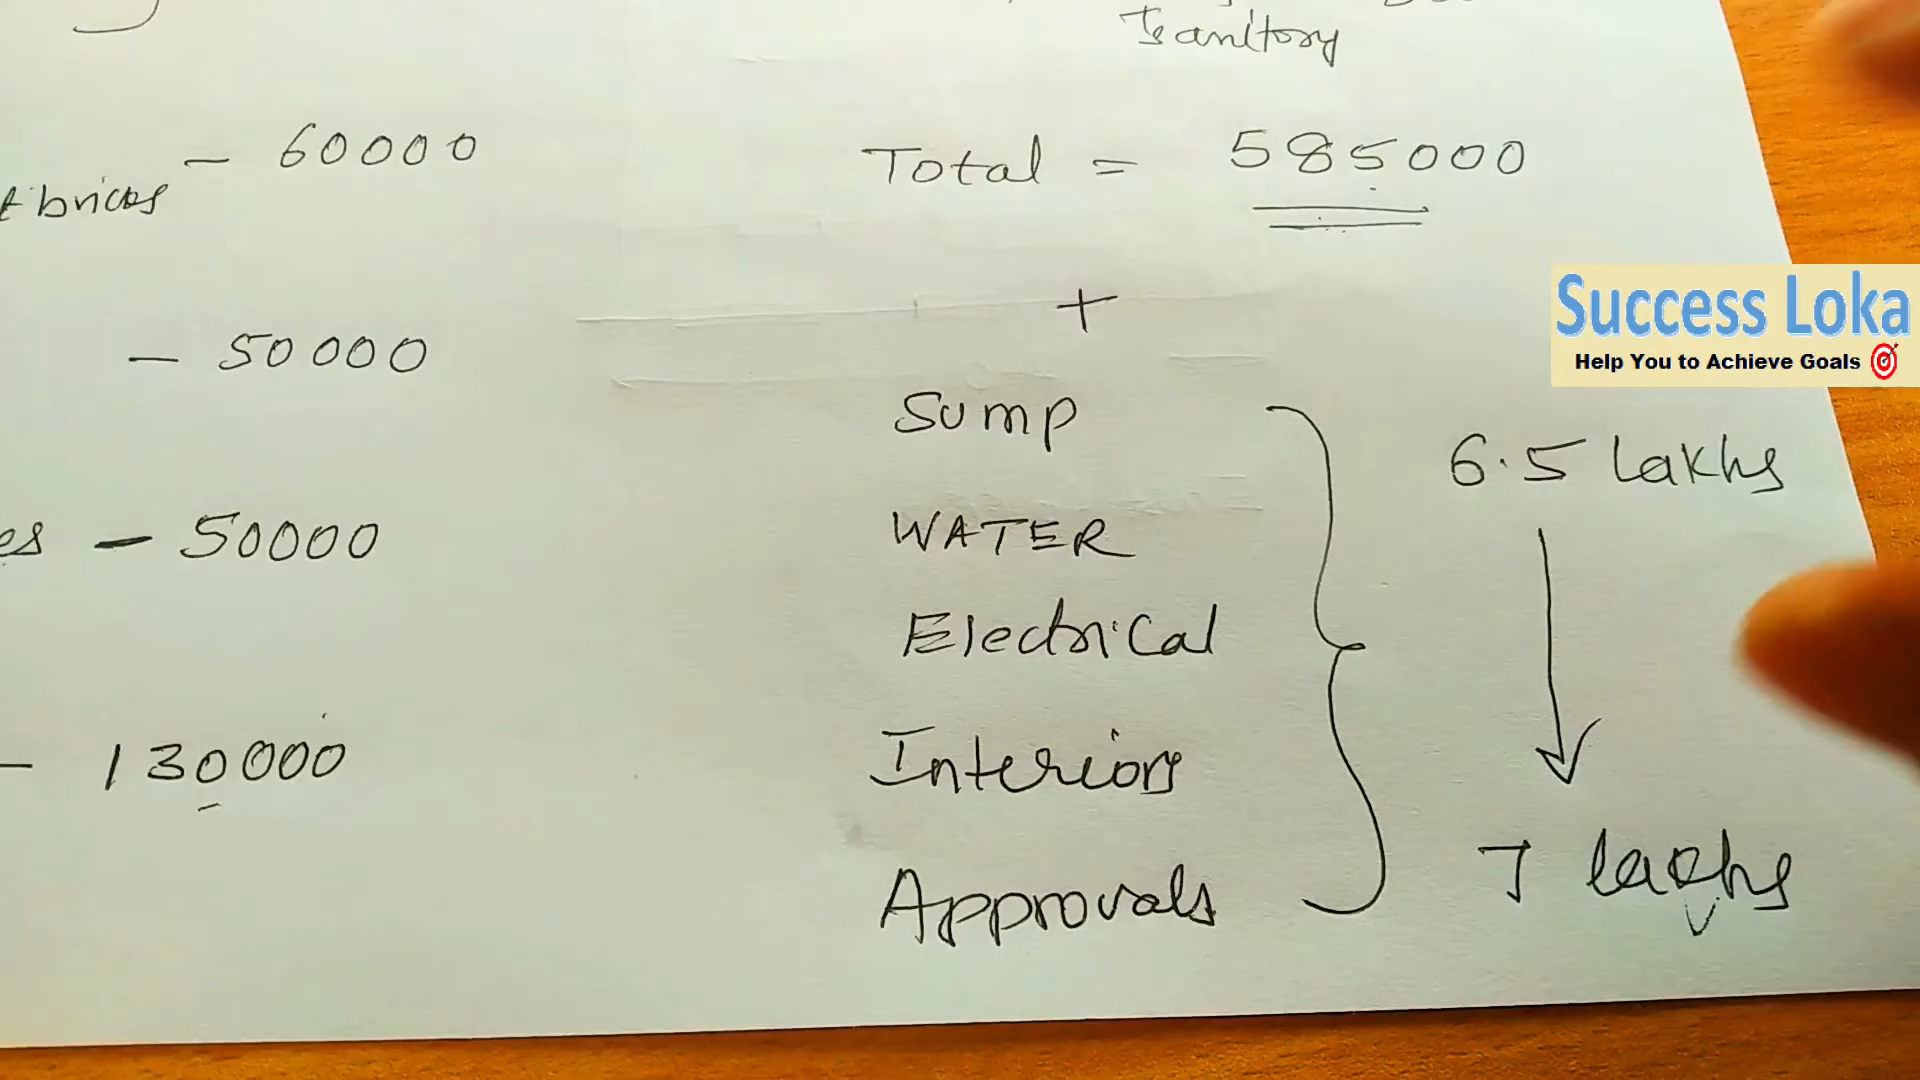 Sanitory
- 60000
bricks
- 50000
es - 50000
- 130000
Total = 585000
+
Sump
WATER
Electrical
Interiors
Approvals
6.5 Lakhs
7 lakhs
Success Loka
Help You to Achieve Goals